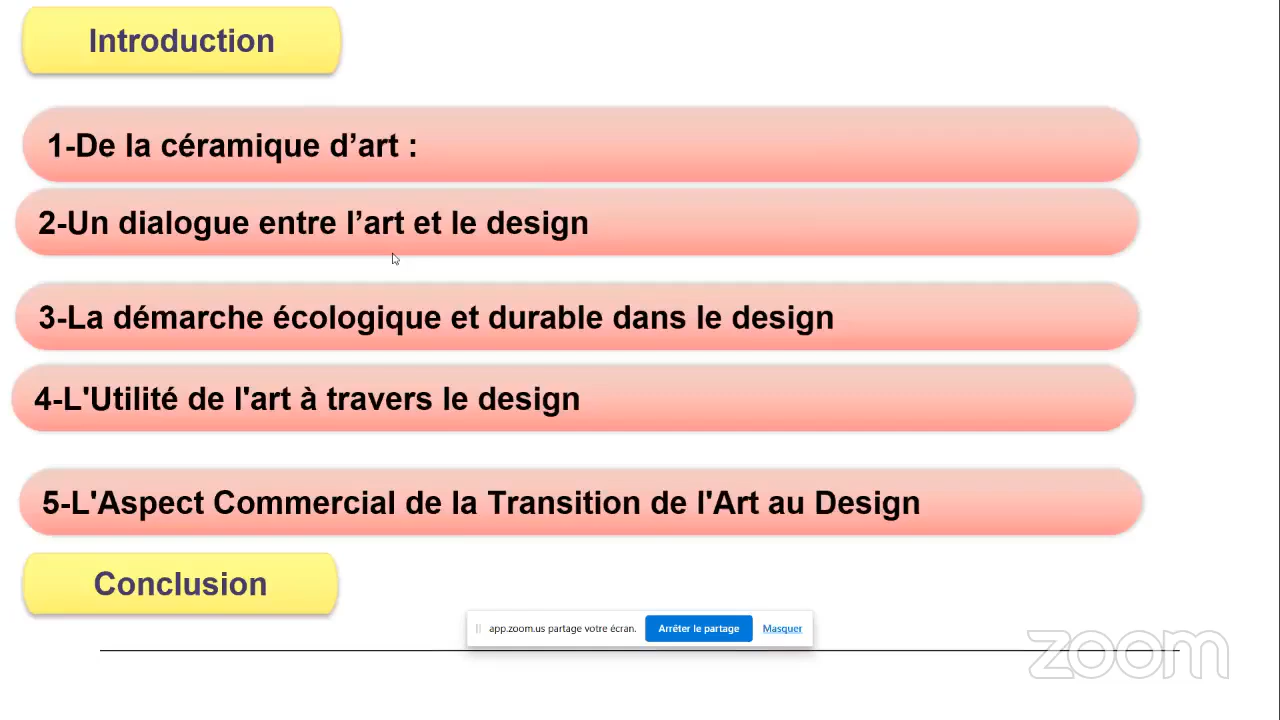 Introduction
1-De la céramique d’art :
2-Un dialogue entre l’art et le design
3-La démarche écologique et durable dans le design
4-L'Utilité de l'art à travers le design
5-L'Aspect Commercial de la Transition de l'Art au Design
Conclusion
app.zoom.us partage votre écran. Arrêter le partage Masquer
zoom